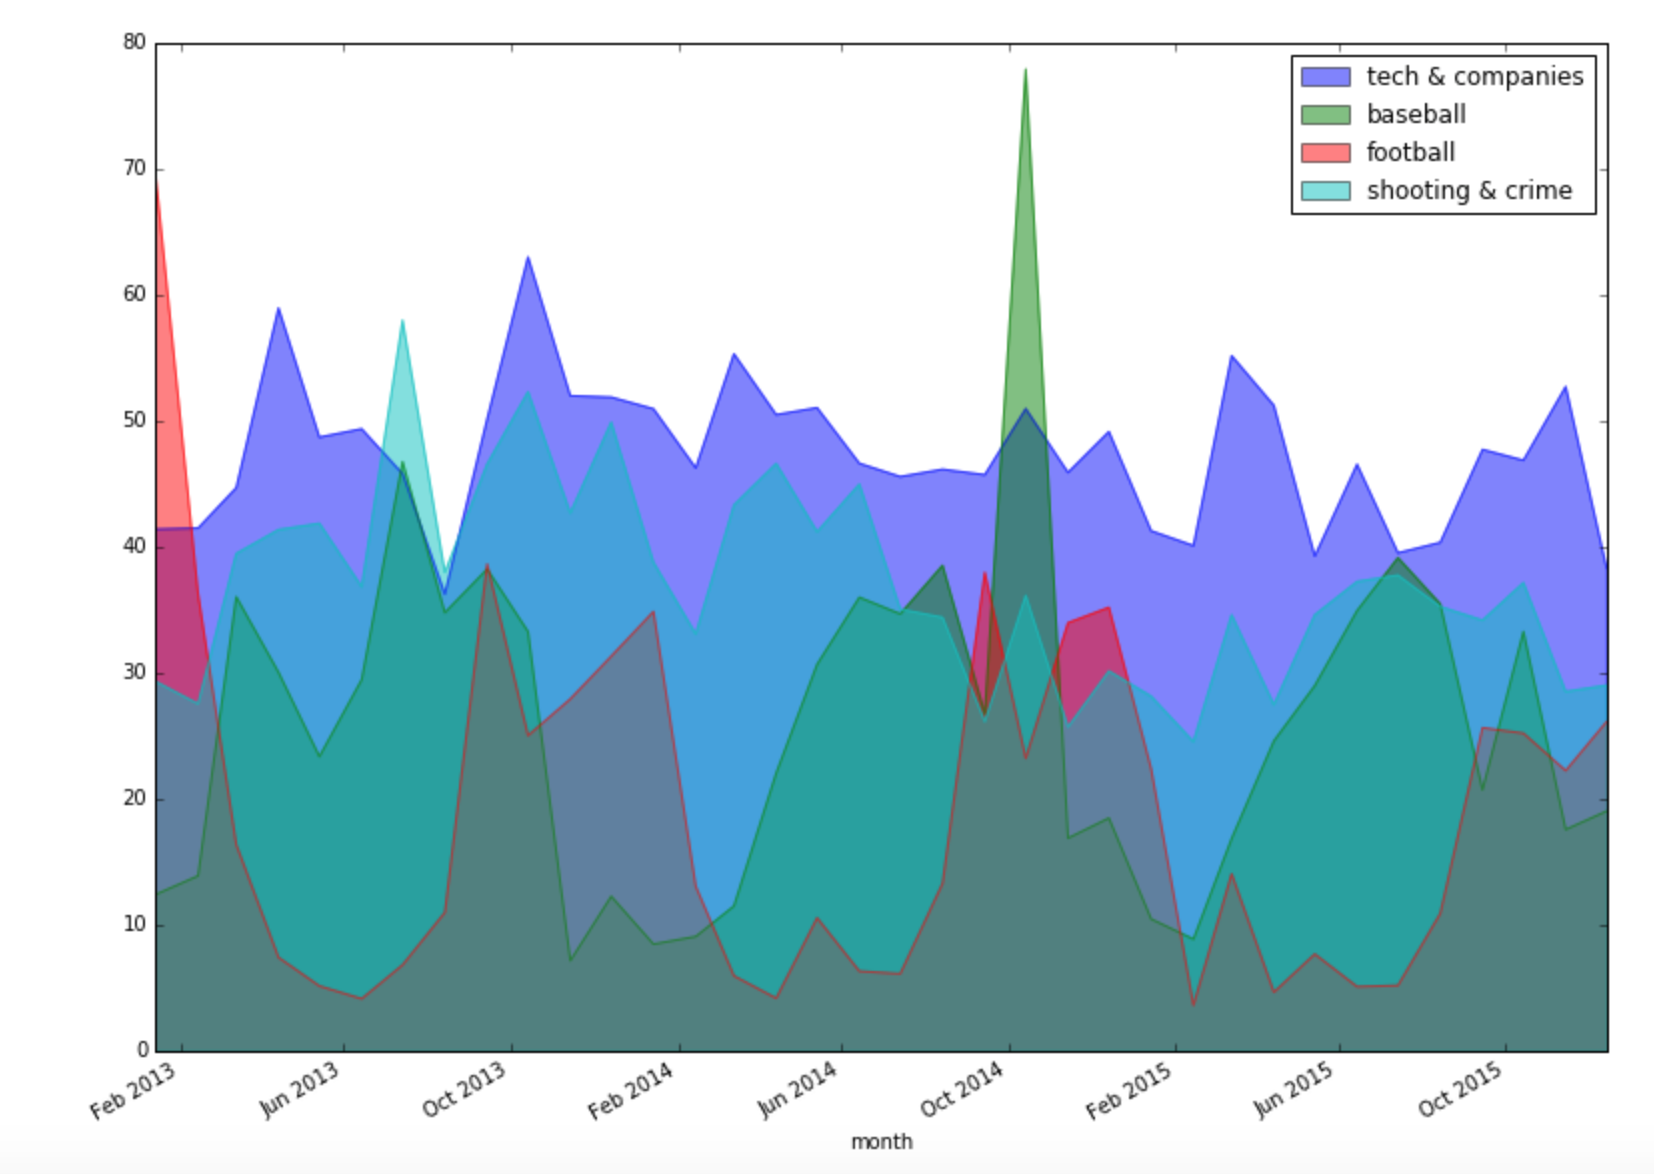 80
70
60
50
40
30
20
10
0
tech & companies
baseball
football
shooting & crime
Feb 2013
Jun 2013
Oct 2013
Feb 2014
Jun 2014
Oct 2014
Feb 2015
Jun 2015
Oct 2015
month